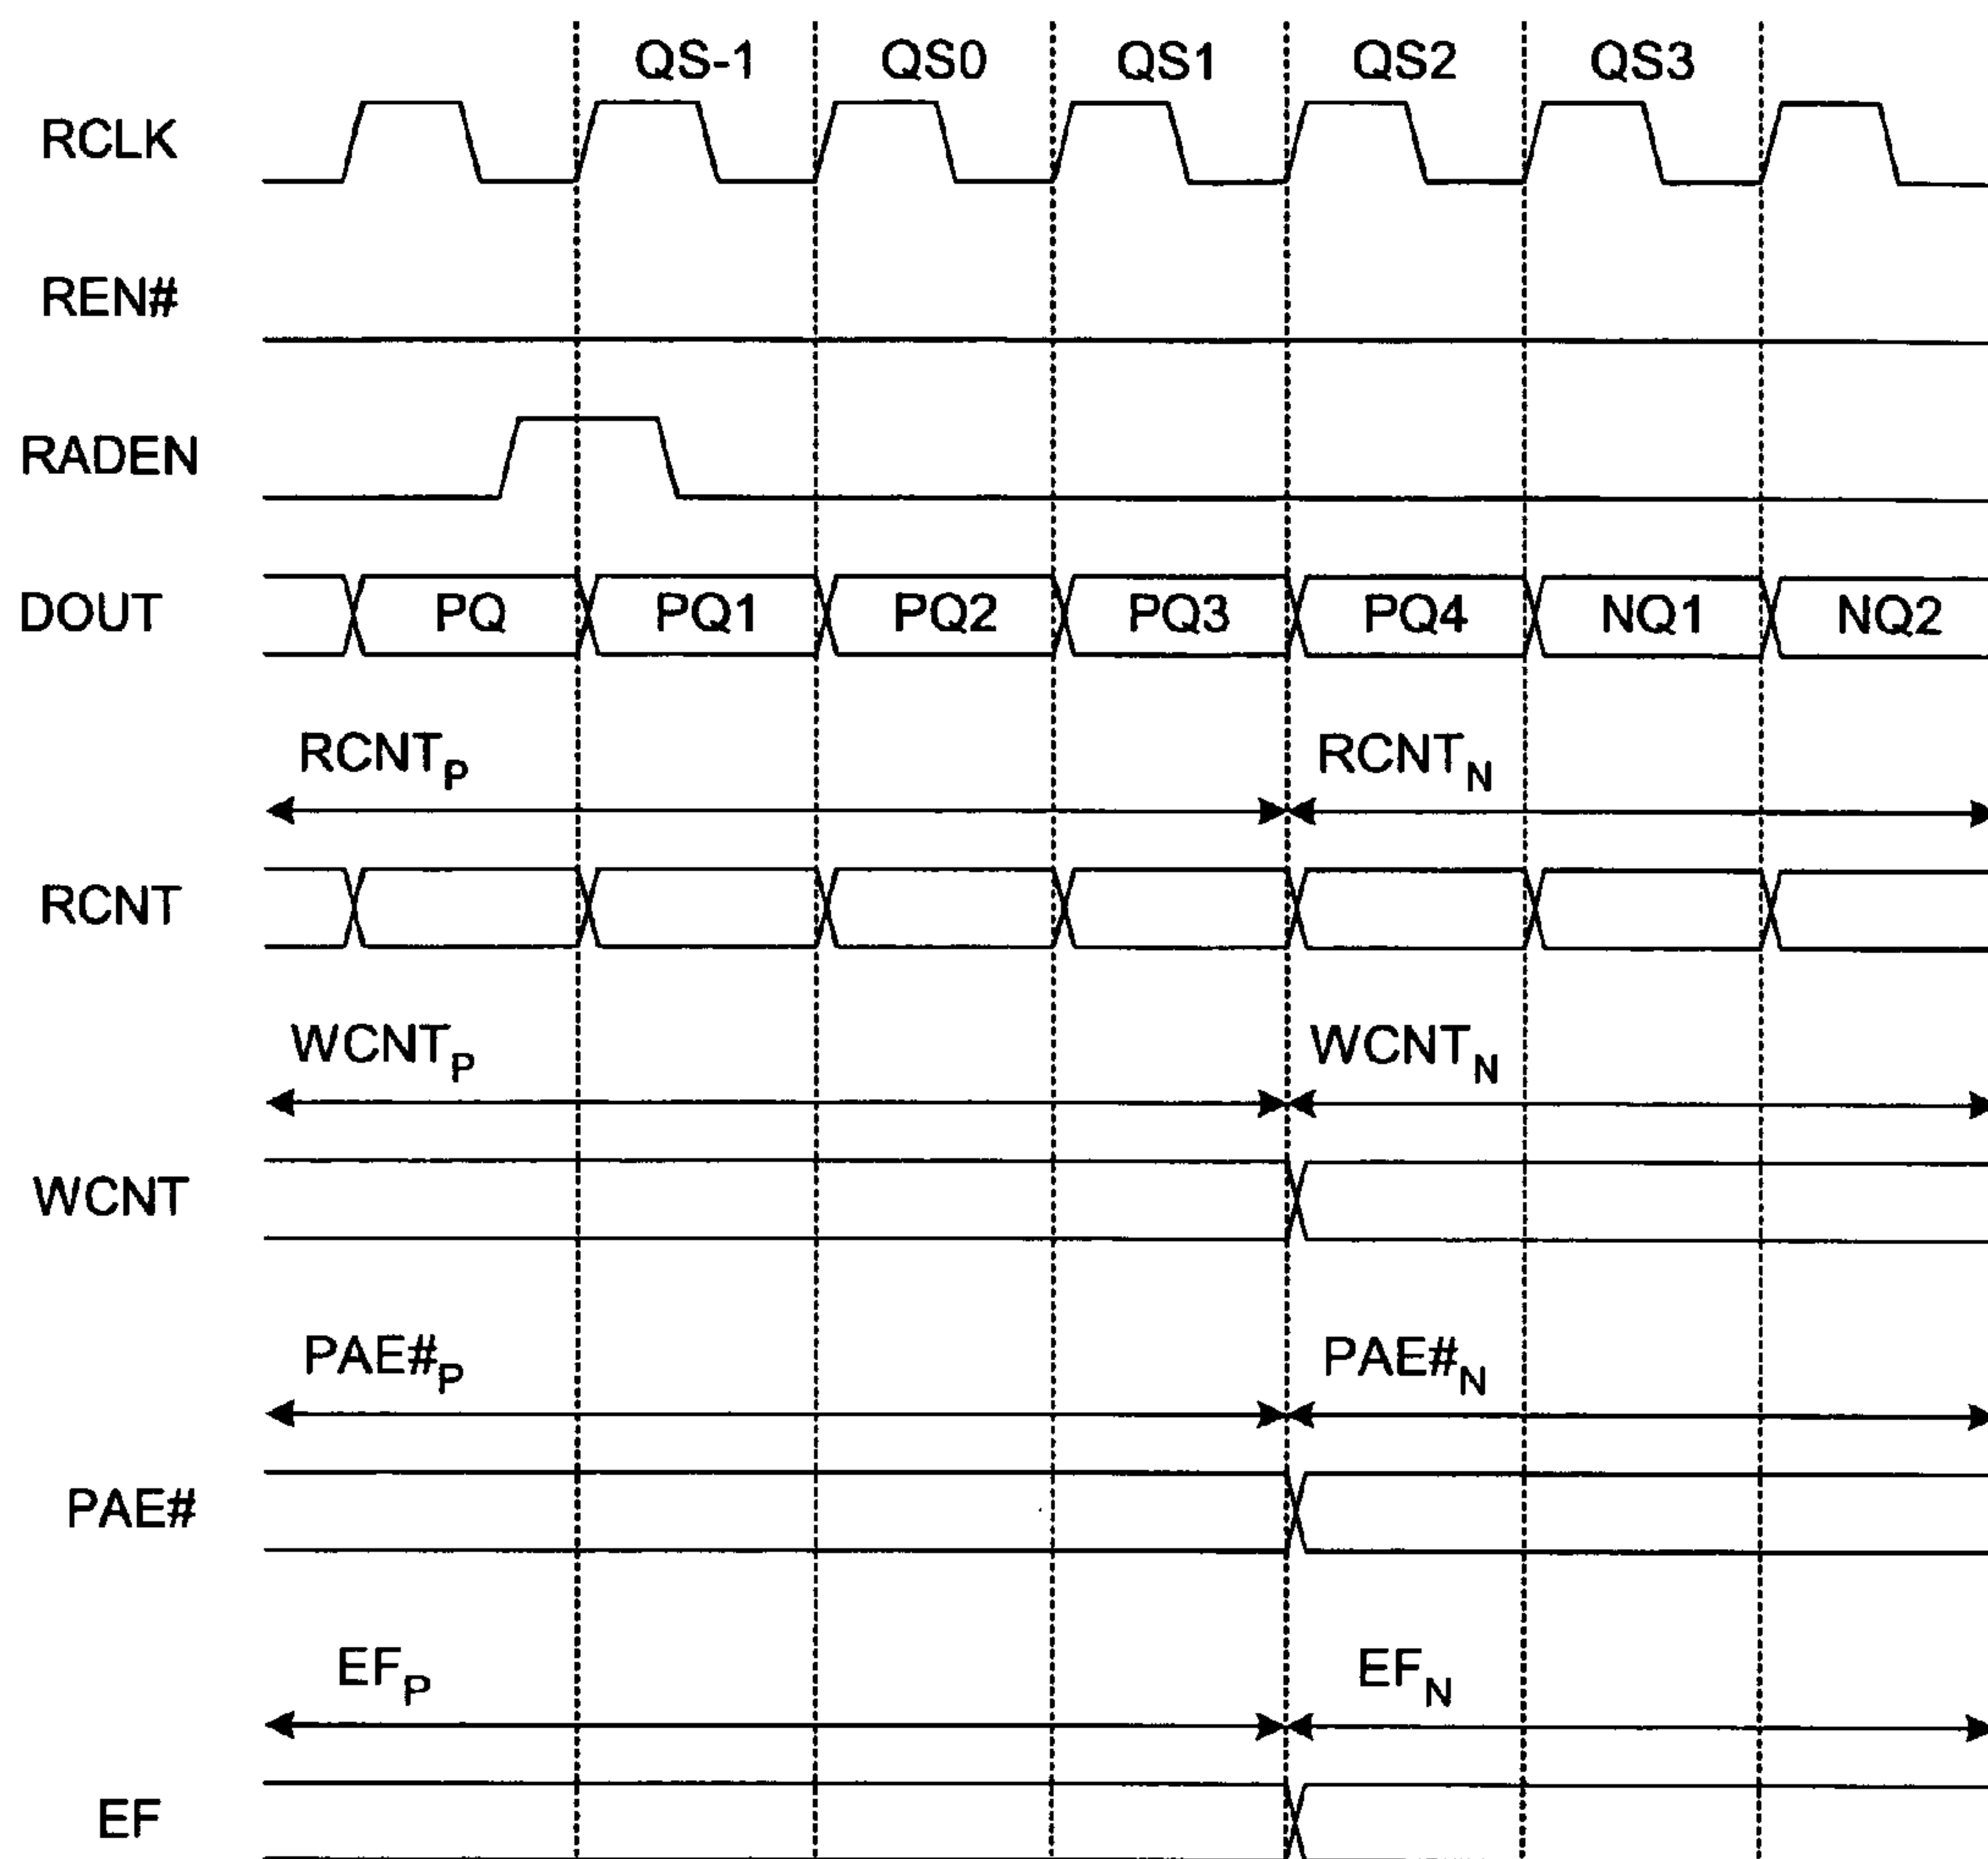 QS-1 QS0 QS1 QS2 QS3
RCLK
REN#
RADEN
DOUT PQ PQ1 PQ2 PQ3 PQ4 NQ1 NQ2
RCNTP RCNTN
RCNT
WCNTP WCNTN
WCNT
PAE#P PAE#N
PAE#
EFP EFN
EF